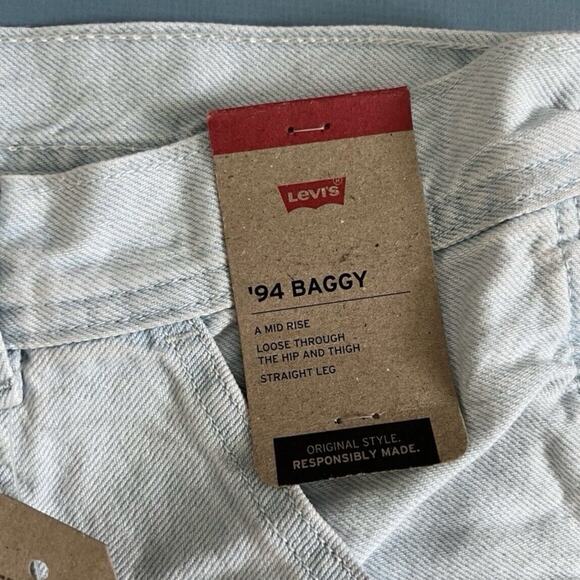 LEVI'S®
'94 BAGGY
A MID RISE
LOOSE THROUGH
THE HIP AND THIGH
STRAIGHT LEG
ORIGINAL STYLE.
RESPONSIBLY MADE.